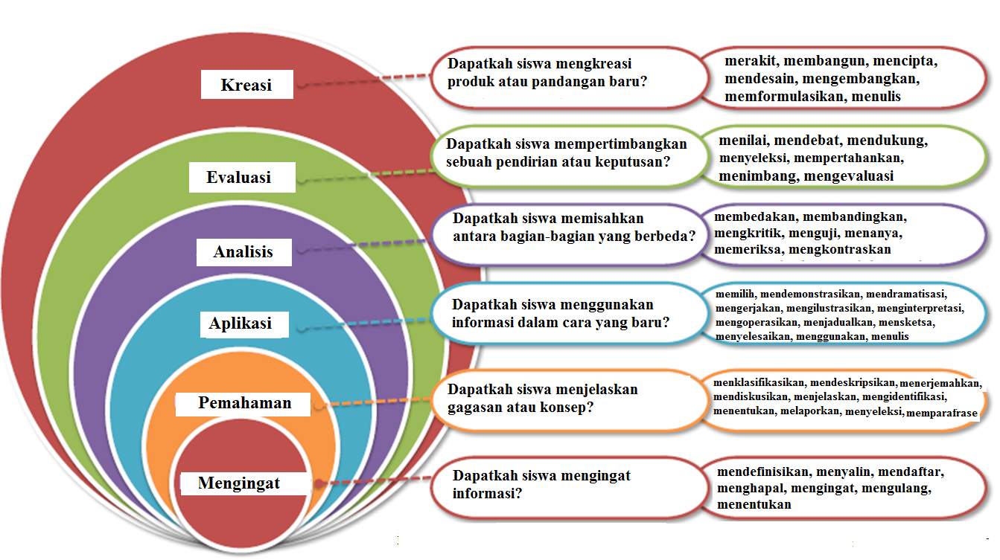 Kreasi
Dapatkah siswa mengkreasi
produk atau pandangan baru?
merakit, membangun, mencipta,
mendesain, mengembangkan,
memformulasikan, menulis
Evaluasi
Dapatkah siswa mempertimbangkan
sebuah pendirian atau keputusan?
menilai, mendebat, mendukung,
menyeleksi, mempertahankan,
menimbang, mengevaluasi
Analisis
Dapatkah siswa memisahkan
antara bagian-bagian yang berbeda?
membedakan, membandingkan,
mengkritik, menguji, menanya,
memeriksa, mengkontraskan
Aplikasi
Dapatkah siswa menggunakan
informasi dalam cara yang baru?
memilih, mendemonstrasikan, mendramatisasi,
mengerjakan, mengilustrasikan, menginterpretasi,
mengoperasikan, menjadualkan, mensketsa,
menyelesaikan, menggunakan, menulis
Pemahaman
Dapatkah siswa menjelaskan
gagasan atau konsep?
menklasifikasikan, mendeskripsikan, menerjemahkan,
mendiskusikan, menjelaskan, mengidentifikasi,
menentukan, melaporkan, menyeleksi, memparafrase
Mengingat
Dapatkah siswa mengingat
informasi?
mendefinisikan, menyalin, mendaftar,
menghapal, mengingat, mengulang,
menentukan